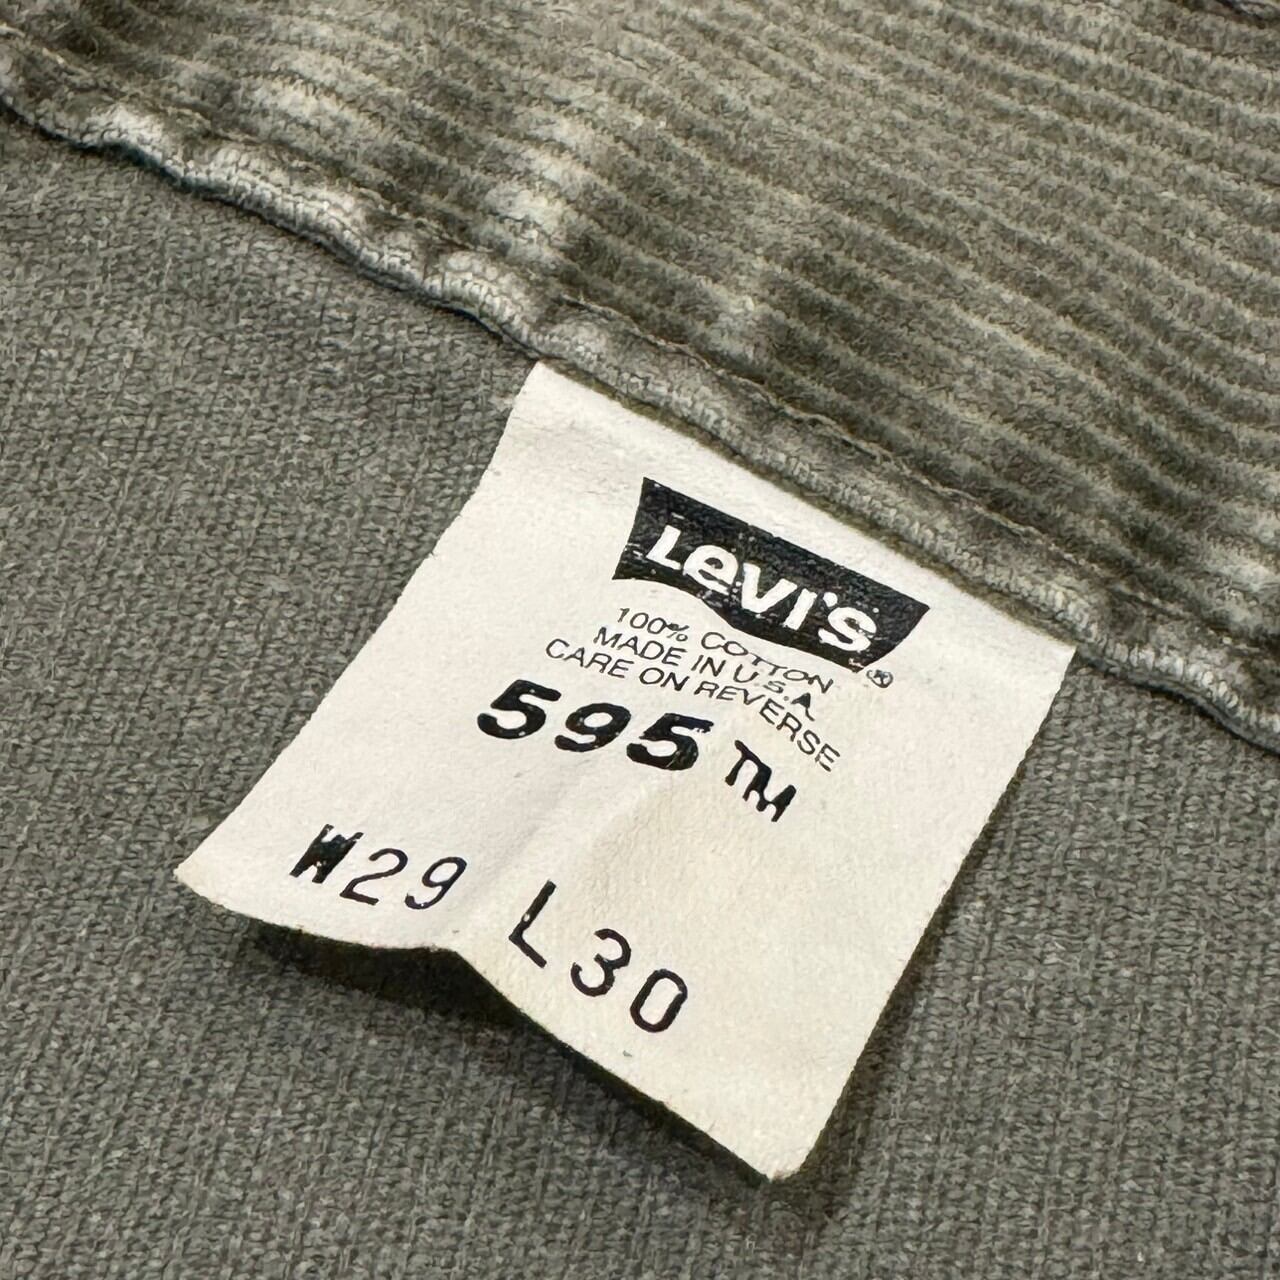 Levi's®
100% COTTON
MADE IN U.S.A.
CARE ON REVERSE
595™
W29 L30